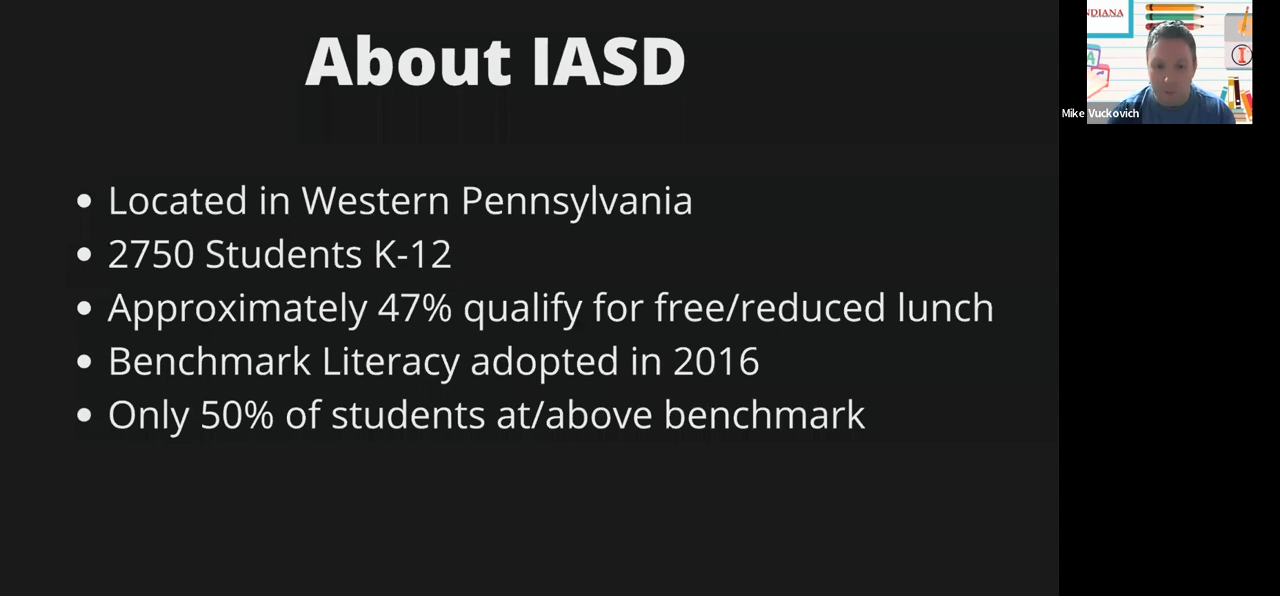 About IASD
• Located in Western Pennsylvania
• 2750 Students K-12
• Approximately 47% qualify for free/reduced lunch
• Benchmark Literacy adopted in 2016
• Only 50% of students at/above benchmark
NDIANA
I
Mike Vuckovich